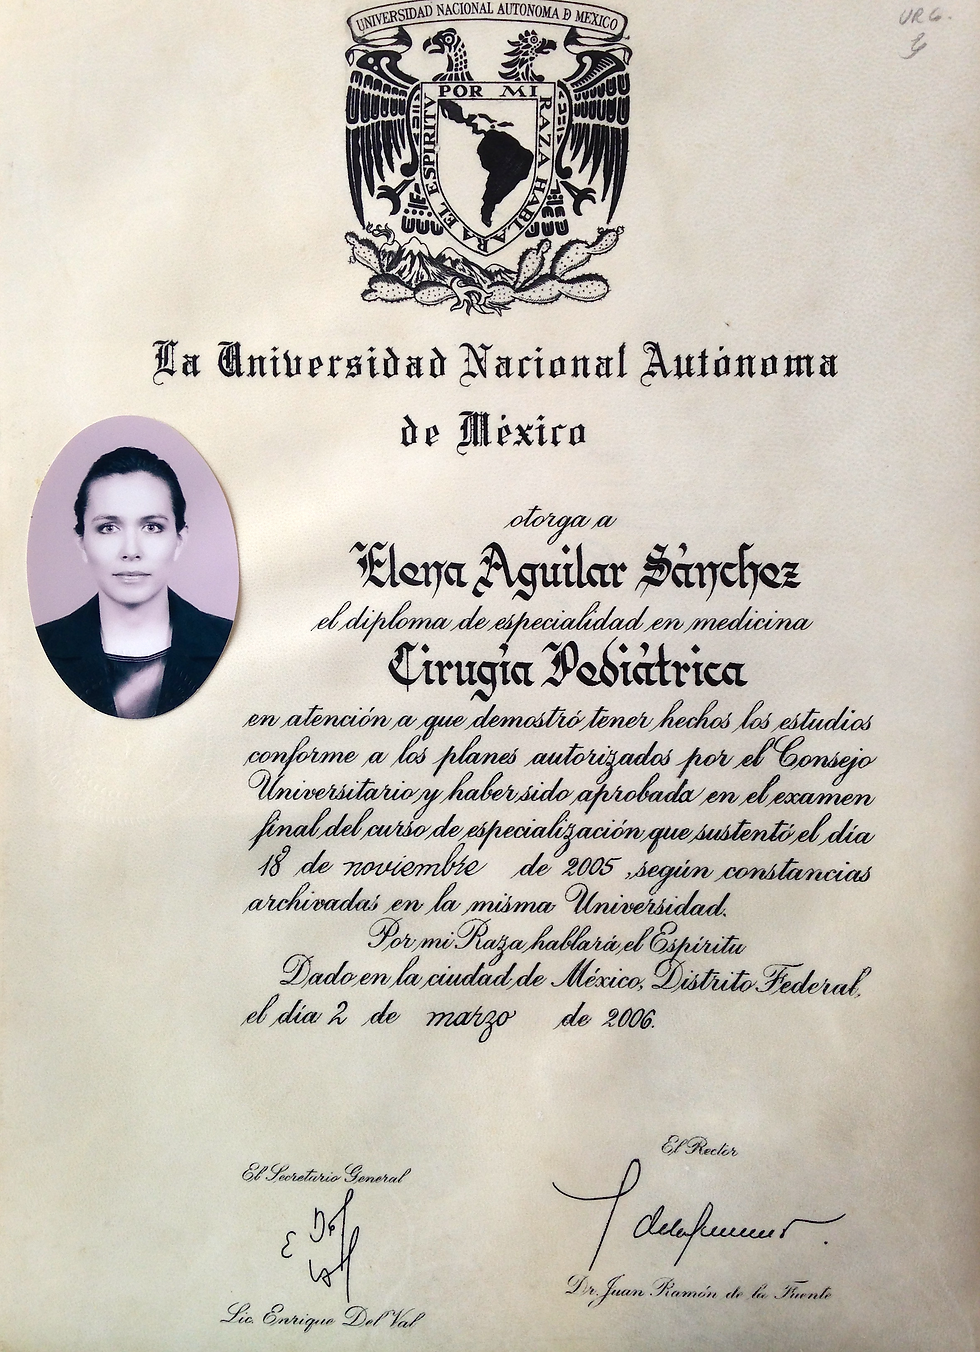 URG.
UNIVERSIDAD NACIONAL AUTONOMA D MEXICO
POR MI RAZA HABLARA EL ESPIRITV
La Universidad Nacional Autónoma
de México
otorga a
Elena Aguilar Sánchez
el diploma de especialidad en medicina
Cirugía Pediátrica
en atención a que demostró tener hechos los estudios
conforme a los planes autorizados por el Consejo
Universitario y haber sido aprobada en el examen
final del curso de especialización que sustentó el día
18 de noviembre de 2005, según constancias
archivadas en la misma Universidad.
Por mi Raza hablará el Espíritu
Dado en la ciudad de México, Distrito Federal,
el día 2 de marzo de 2006.
El Rector
El Secretario General
Dr. Juan Ramón de la Fuente
Lic. Enrique Del Val